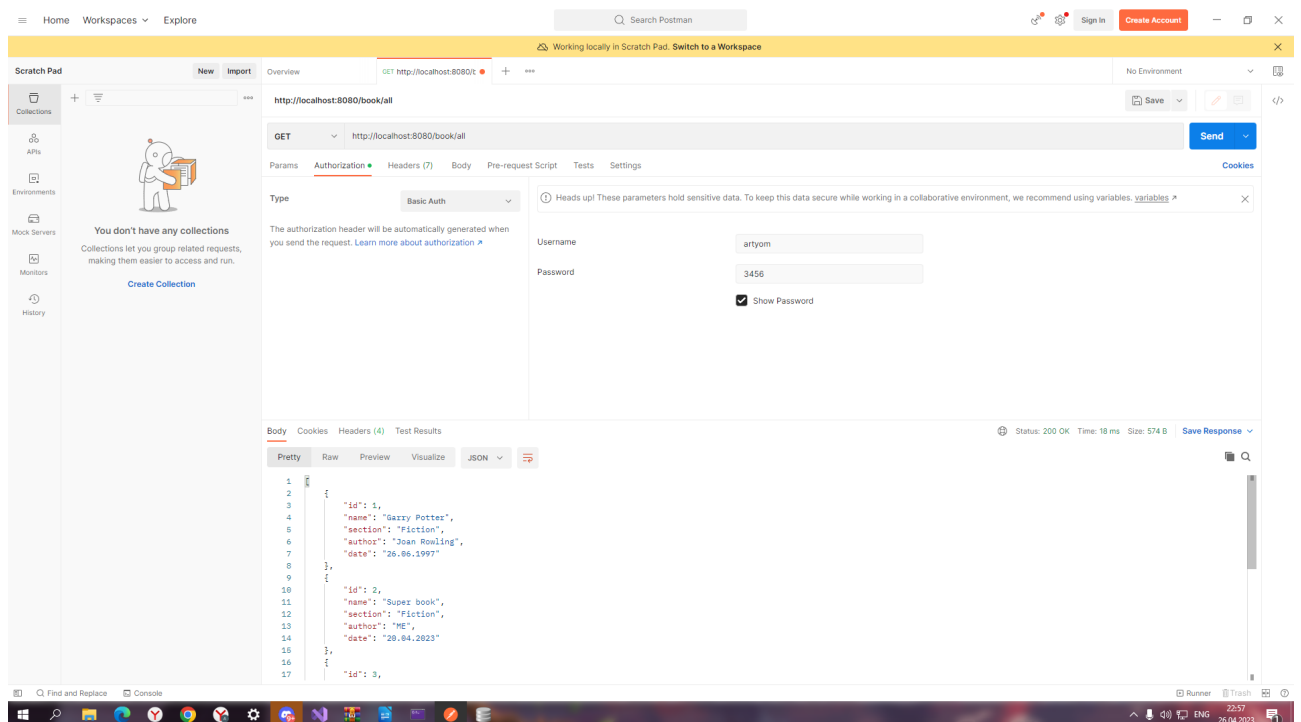 Home Workspaces Explore Search Postman Sign In Create Account
Working locally in Scratch Pad. Switch to a Workspace
Scratch Pad New Import Overview GET http://localhost:8080/t No Environment
http://localhost:8080/book/all Save
Collections
APIs
Environments
Mock Servers
Monitors
History
You don't have any collections
Collections let you group related requests,
making them easier to access and run.
Create Collection
GET http://localhost:8080/book/all Send
Params Authorization Headers (7) Body Pre-request Script Tests Settings Cookies
Type Basic Auth
The authorization header will be automatically generated when
you send the request. Learn more about authorization
Heads up! These parameters hold sensitive data. To keep this data secure while working in a collaborative environment, we recommend using variables. variables
Username artyom
Password 3456
Show Password
Body Cookies Headers (4) Test Results Status: 200 OK Time: 18 ms Size: 574 B Save Response
Pretty Raw Preview Visualize JSON
1 [
2 {
3 "id": 1,
4 "name": "Garry Potter",
5 "section": "Fiction",
6 "author": "Joan Rowling",
7 "date": "26.06.1997"
8 },
9 {
10 "id": 2,
11 "name": "Super book",
12 "section": "Fiction",
13 "author": "ME",
14 "date": "20.04.2023"
15 },
16 {
17 "id": 3,
Find and Replace Console Runner Trash
ENG 22:57
26.04.2023